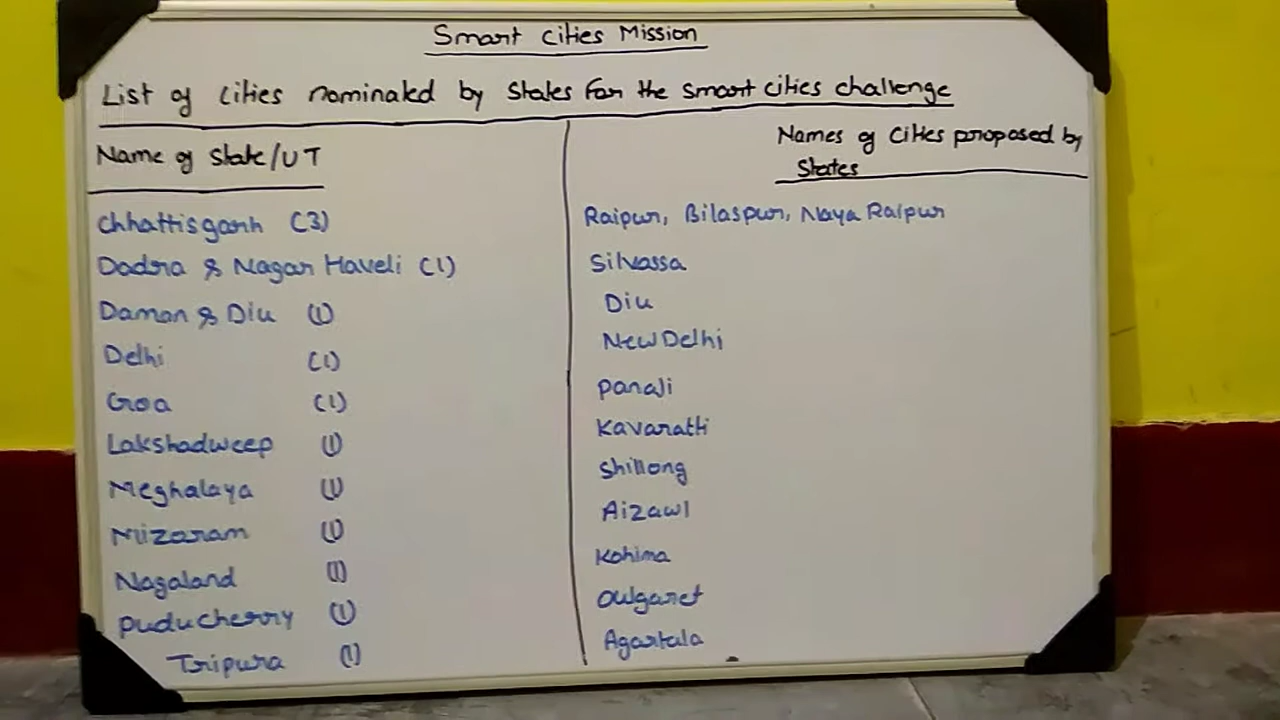 Smart Cities Mission
List of Cities nominated by States for the Smart cities challenge
Name of State/UT
Names of Cities proposed by
States
Chhattisgarh (3) Raipur, Bilaspur, Naya Raipur
Dadra & Nagar Haveli (1) Silvassa
Daman & Diu (1) Diu
Delhi (1) New Delhi
Goa (1) Panaji
Lakshadweep (1) Kavaratti
Meghalaya (1) Shillong
Mizoram (1) Aizawl
Nagaland (1) Kohima
Puducherry (1) Oulgaret
Tripura (1) Agartala